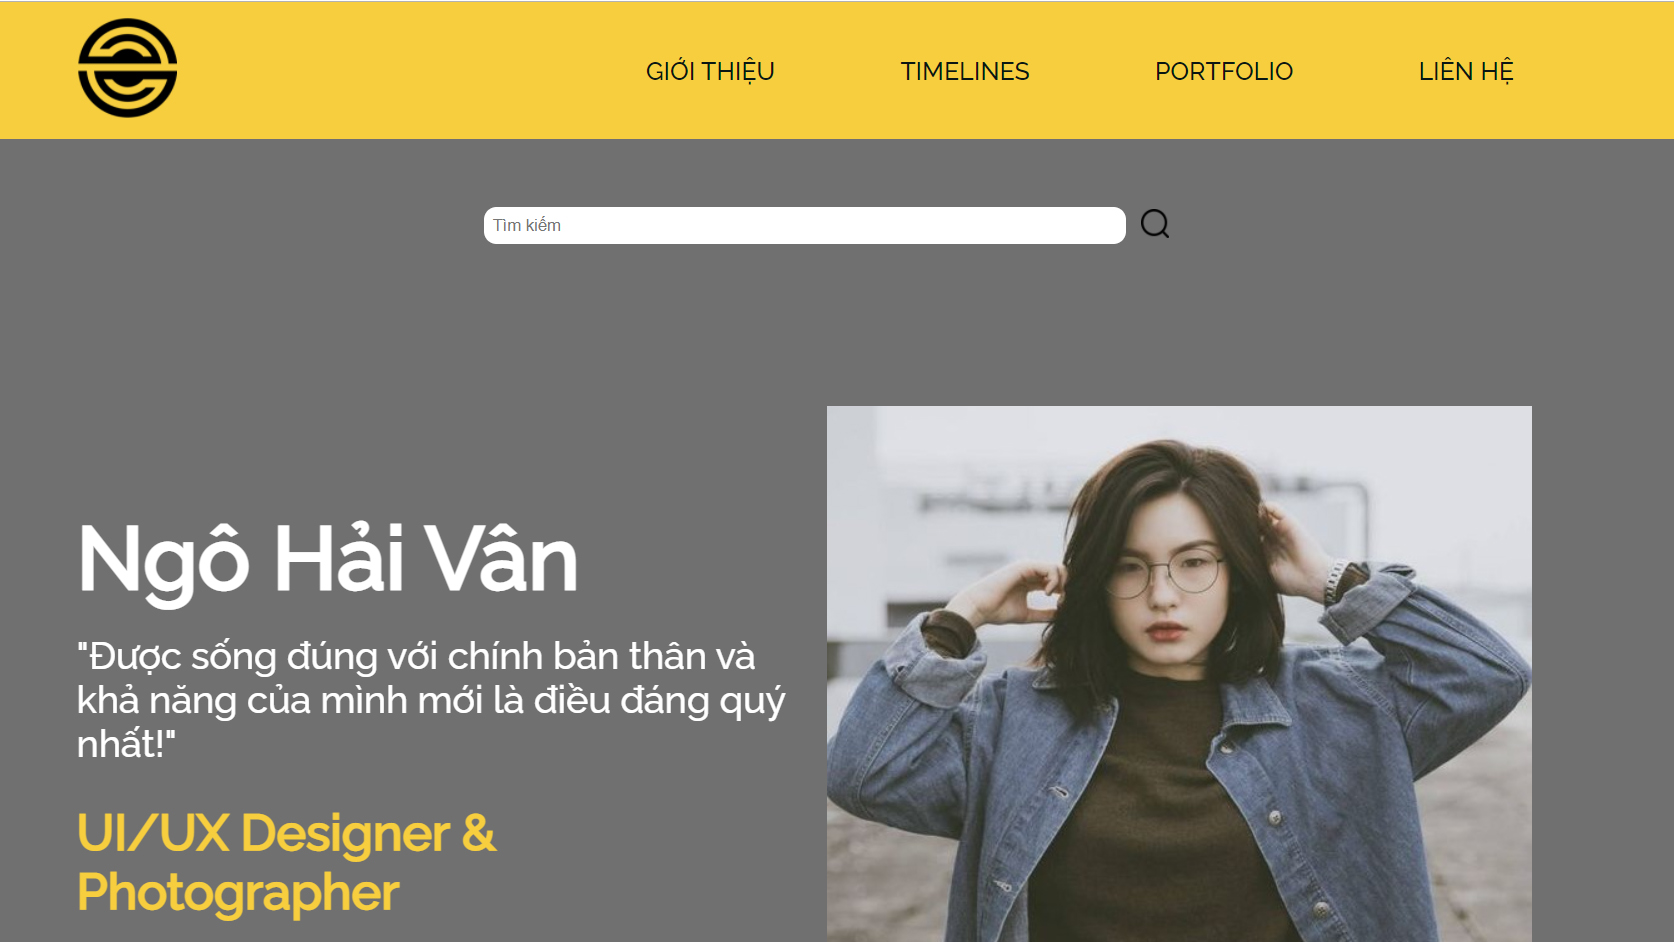 GIỚI THIỆU
TIMELINES
PORTFOLIO
LIÊN HỆ
Tìm kiếm
Ngô Hải Vân
"Được sống đúng với chính bản thân và
khả năng của mình mới là điều đáng quý
nhất!"
UI/UX Designer &
Photographer